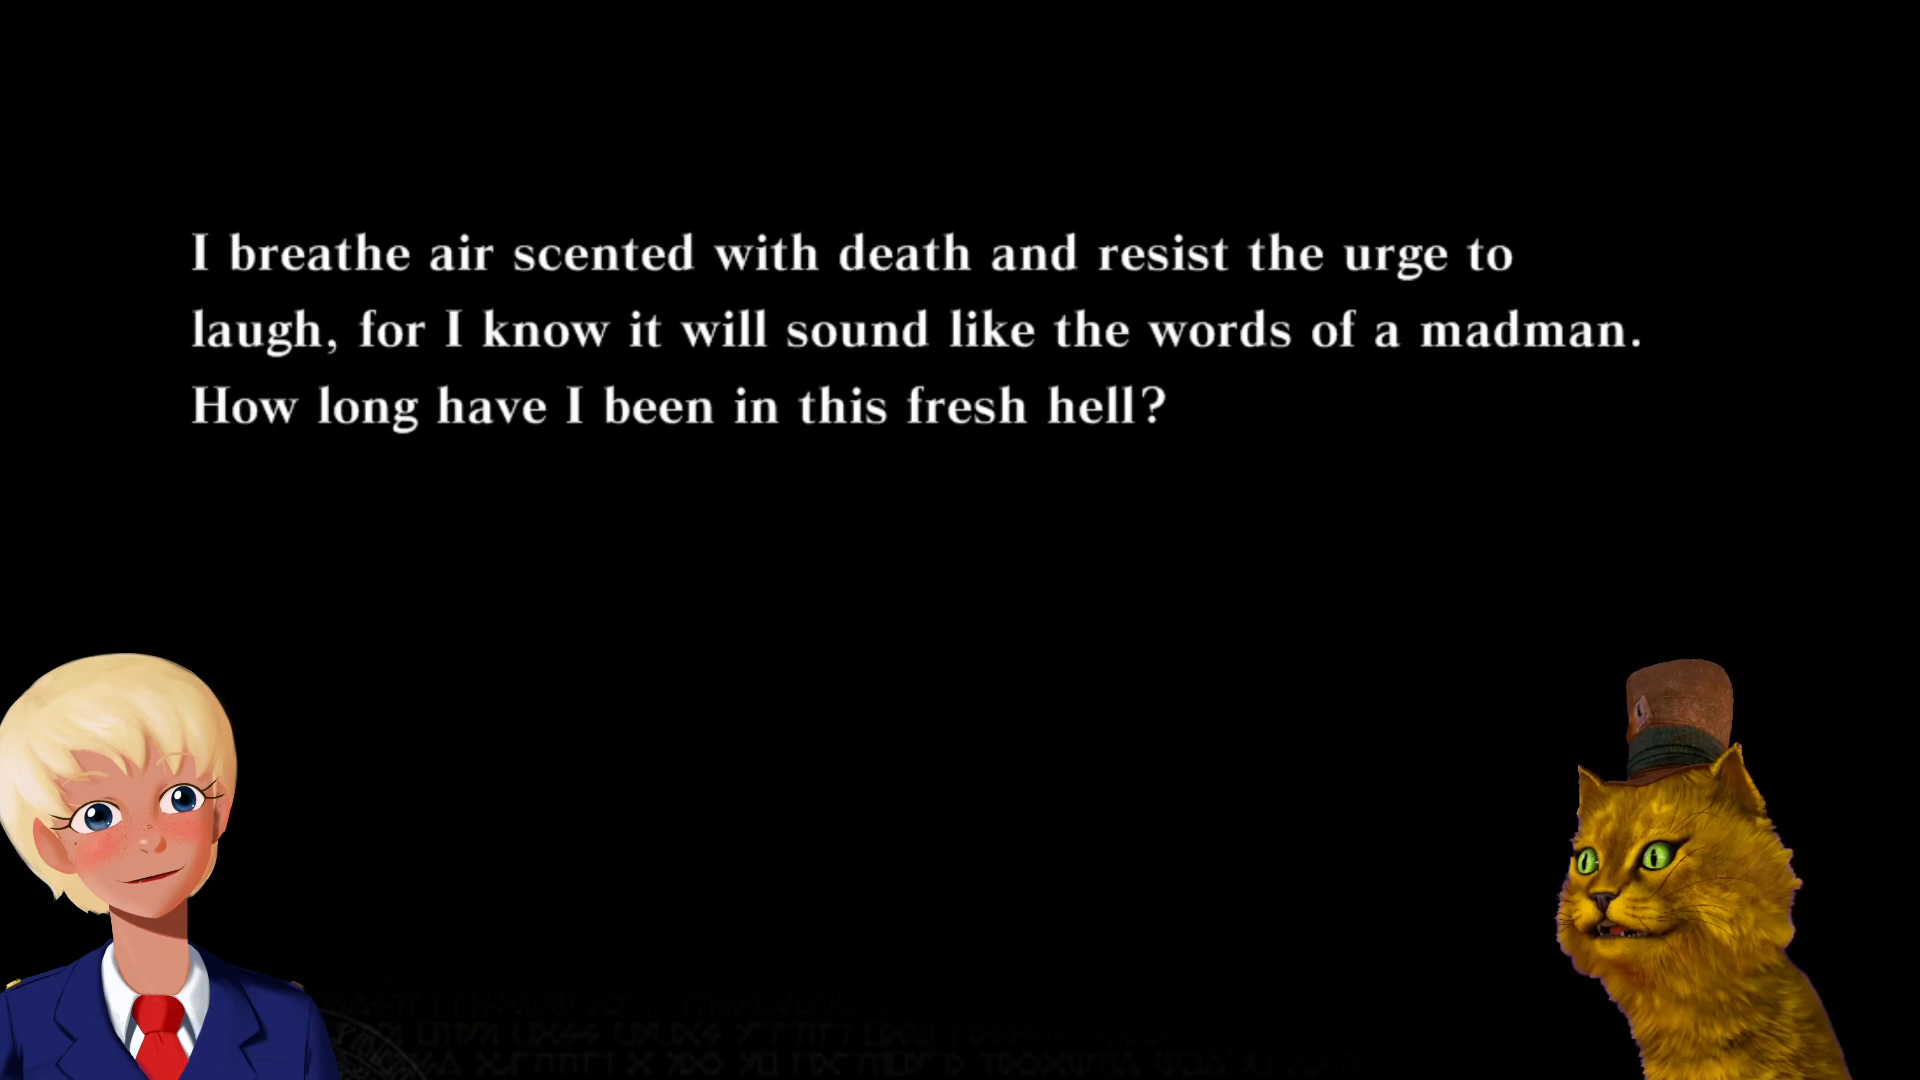 I breathe air scented with death and resist the urge to
laugh, for I know it will sound like the words of a madman.
How long have I been in this fresh hell?